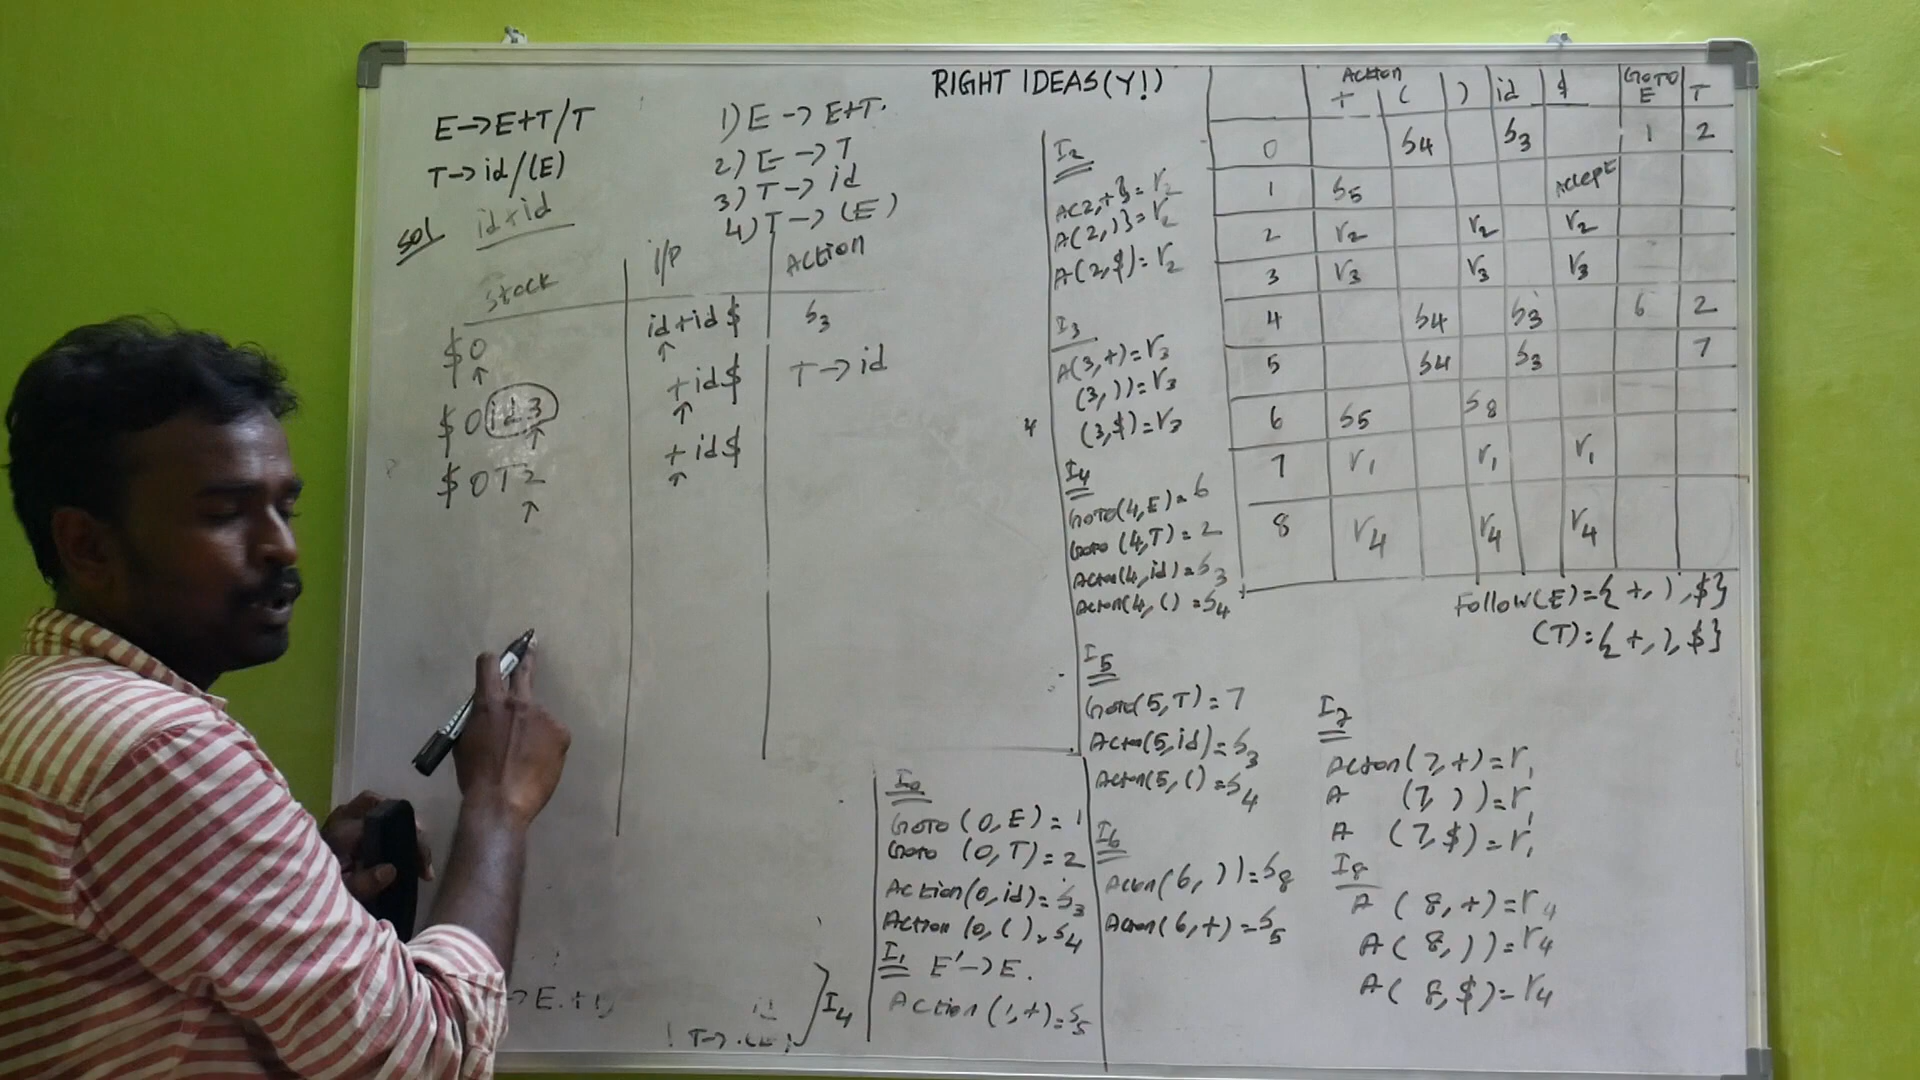 RIGHT IDEAS(Y!)
E->E+T/T
T->id/(E)
sol id+id
1)E -> E+T.
2) E -> T
3) T -> id
4) T -> (E)
Stack i/p Action
$0 id+id$ S3
$0id3 +id$ T->id
$0T2 +id$
I2
A(2,+}=r2
A(2,)}=r2
A(2,$)=r2
I3
A(3,+)=r3
(3,))=r3
(3,$)=r3
4
I4
Goto(4,E)=6
Goto (4,T)=2
Action(4,id)=S3
Action(4,()=S4
I5
Goto(5,T)=7
Action(5,id)=S3
Action(5,()=S4
I6
Action(6,))=S8
Action(6,+)=S5
I0
Goto (0,E)=1
Goto (0,T)=2
Action(0,id)=S3
Action (0,()=S4
I1 E'->E.
Action(1,+)=S5
->E.+
I4
Action GOTO
+ ( ) id $ E T
0 S4 S3 1 2
1 S5 Accept
2 r2 r2 r2
3 r3 r3 r3
4 S4 S3 6 2
5 S4 S3 7
6 S5 S8
7 r1 r1 r1
8 r4 r4 r4
Follow(E)={+,),$}
(T)={+,),$}
I7
Action(7,+)=r1
A (7,))=r1
A (7,$)=r1
I8
A (8,+)=r4
A( 8,))=r4
A( 8,$)=r4